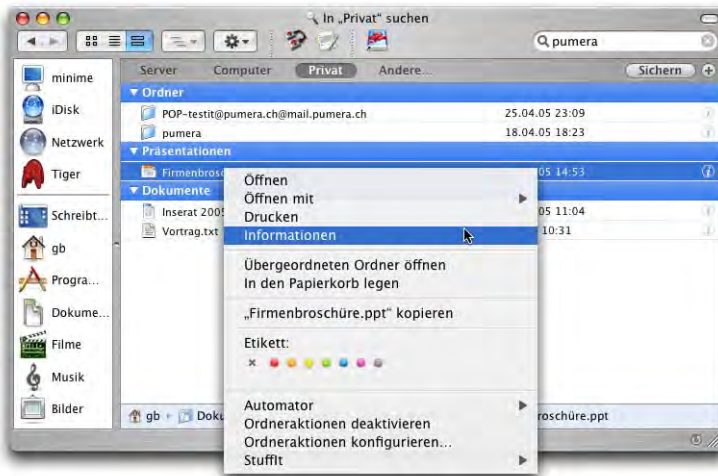 In „Privat“ suchen
pumera
Server Computer Privat Andere... Sichern
minime
iDisk
Netzwerk
Tiger
Schreibt...
gb
Progra...
Dokume...
Filme
Musik
Bilder
Ordner
POP-testit@pumera.ch@mail.pumera.ch 25.04.05 23:09
pumera 18.04.05 18:23
Präsentationen
05 14:53
Dokumente
Inserat 05 11:04
Vortrag.txt 10:31
Öffnen
Öffnen mit
Drucken
Informationen
Übergeordneten Ordner öffnen
In den Papierkorb legen
„Firmenbroschüre.ppt“ kopieren
Etikett:
Automator
Ordneraktionen deaktivieren
Ordneraktionen konfigurieren...
StuffIt
gb